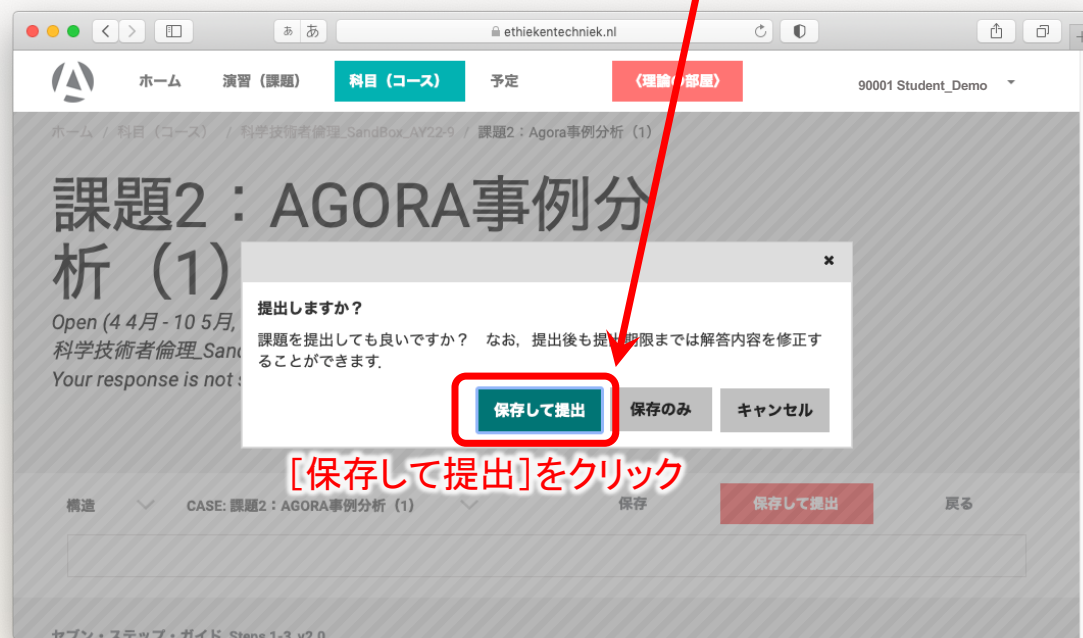 あ あ ethiekentechniek.nl
ホーム 演習（課題） 科目（コース） 予定 〈理論の部屋〉 90001 Student_Demo
ホーム / 科目（コース） / 科学技術者倫理_SandBox_AY22-9 / 課題2：Agora事例分析（1）
課題2：AGORA事例分
析（1）
Open (4 4月 - 10 5月,
科学技術者倫理_San
Your response is not
提出しますか？
課題を提出しても良いですか？　なお，提出後も提出期限までは解答内容を修正す
ることができます．
保存して提出 保存のみ キャンセル
［保存して提出］をクリック
構造 CASE: 課題2：AGORA事例分析（1） 保存 保存して提出 戻る
セブン・ステップ・ガイド Steps 1-3 v2.0